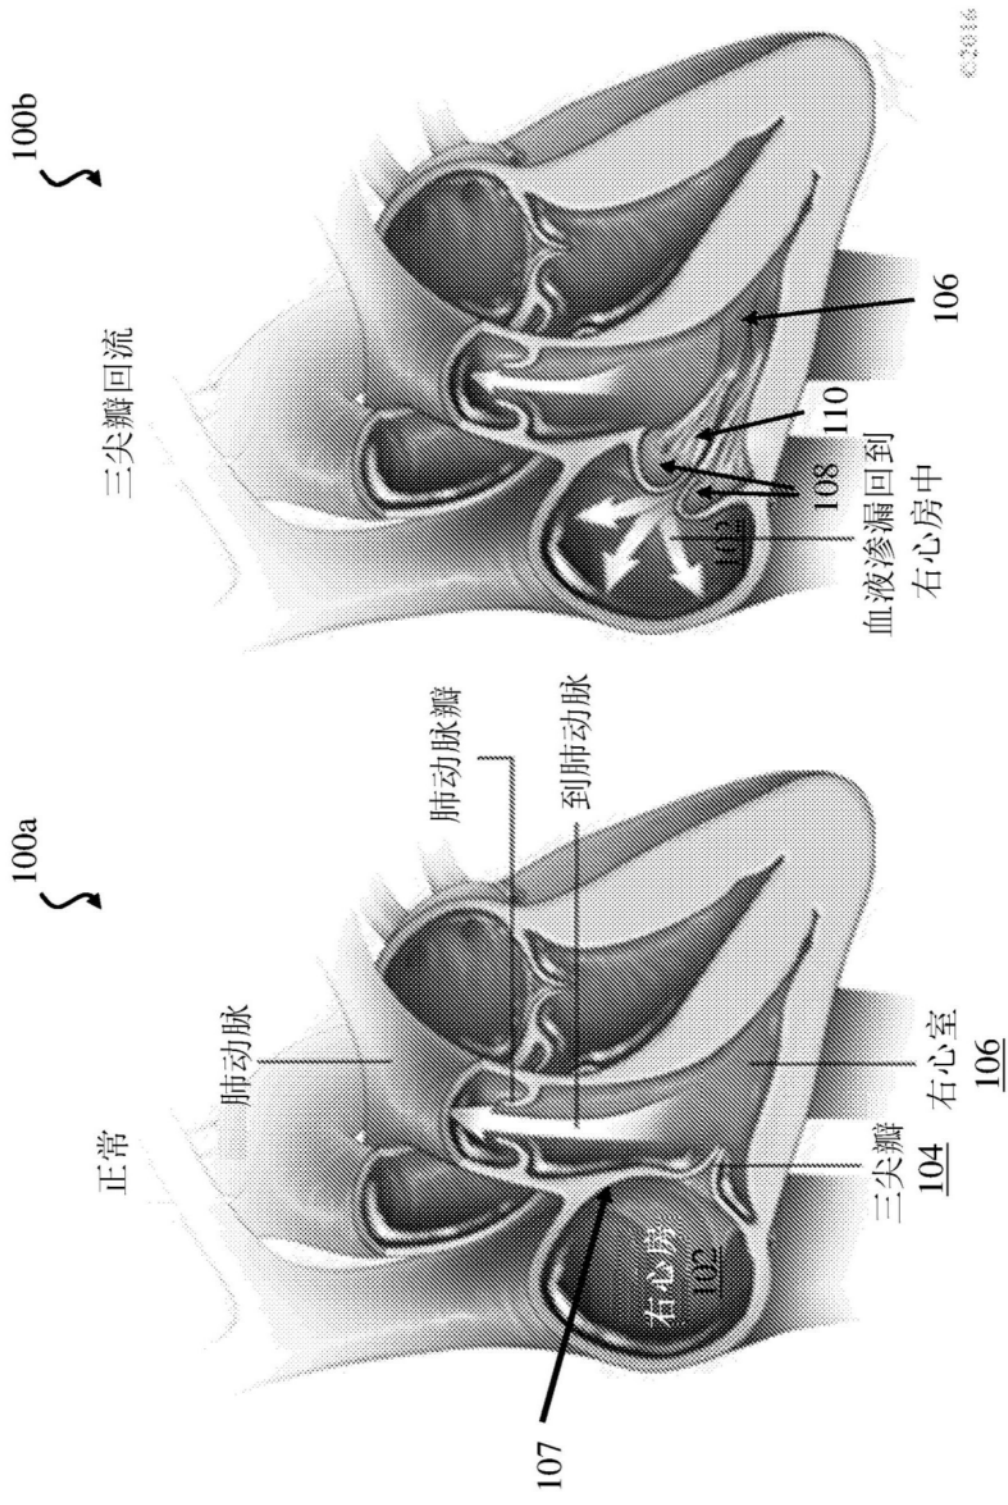 100a
正常
肺动脉
肺动脉瓣
到肺动脉
右心房
102
107
三尖瓣
104
右心室
106
100b
三尖瓣回流
102
108
110
106
血液渗漏回到
右心房中
©2016